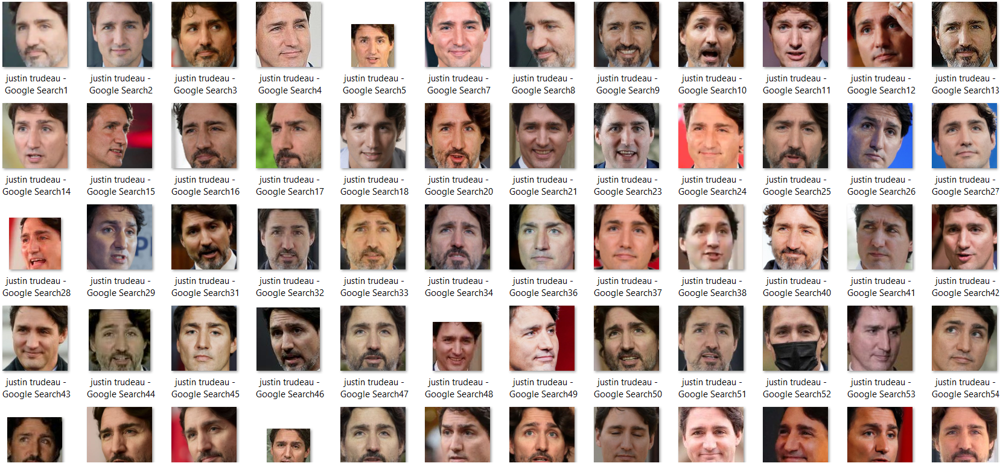 justin trudeau - Google Search1
justin trudeau - Google Search2
justin trudeau - Google Search3
justin trudeau - Google Search4
justin trudeau - Google Search5
justin trudeau - Google Search7
justin trudeau - Google Search8
justin trudeau - Google Search9
justin trudeau - Google Search10
justin trudeau - Google Search11
justin trudeau - Google Search12
justin trudeau - Google Search13
justin trudeau - Google Search14
justin trudeau - Google Search15
justin trudeau - Google Search16
justin trudeau - Google Search17
justin trudeau - Google Search18
justin trudeau - Google Search20
justin trudeau - Google Search21
justin trudeau - Google Search23
justin trudeau - Google Search24
justin trudeau - Google Search25
justin trudeau - Google Search26
justin trudeau - Google Search27
justin trudeau - Google Search28
justin trudeau - Google Search29
justin trudeau - Google Search31
justin trudeau - Google Search32
justin trudeau - Google Search33
justin trudeau - Google Search34
justin trudeau - Google Search36
justin trudeau - Google Search37
justin trudeau - Google Search38
justin trudeau - Google Search40
justin trudeau - Google Search41
justin trudeau - Google Search42
justin trudeau - Google Search43
justin trudeau - Google Search44
justin trudeau - Google Search45
justin trudeau - Google Search46
justin trudeau - Google Search47
justin trudeau - Google Search48
justin trudeau - Google Search49
justin trudeau - Google Search50
justin trudeau - Google Search51
justin trudeau - Google Search52
justin trudeau - Google Search53
justin trudeau - Google Search54